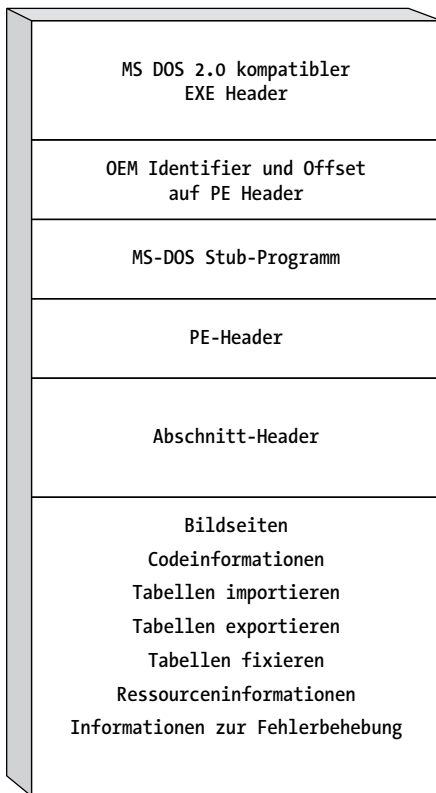 MS DOS 2.0 kompatibler
EXE Header
OEM Identifier und Offset
auf PE Header
MS-DOS Stub-Programm
PE-Header
Abschnitt-Header
Bildseiten
Codeinformationen
Tabellen importieren
Tabellen exportieren
Tabellen fixieren
Ressourceninformationen
Informationen zur Fehlerbehebung